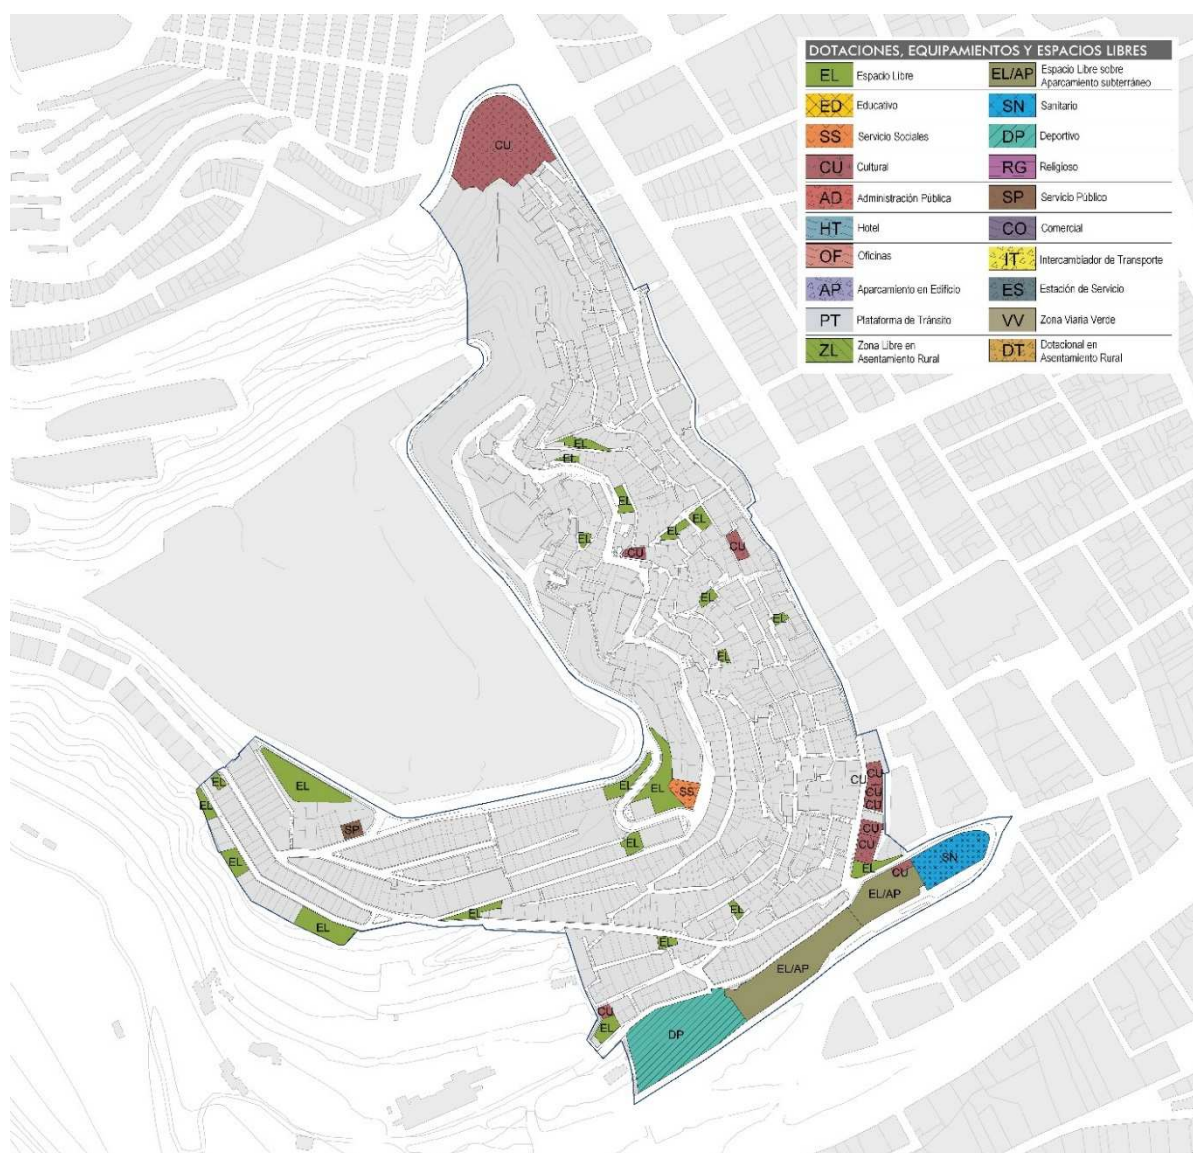 DOTACIONES, EQUIPAMIENTOS Y ESPACIOS LIBRES
EL Espacio Libre
EL/AP Espacio Libre sobre
Aparcamiento subterráneo
ED Educativo
SN Sanitario
SS Servicio Sociales
DP Deportivo
CU Cultural
RG Religioso
AD Administración Pública
SP Servicio Público
HT Hotel
CO Comercial
OF Oficinas
IT Intercambiador de Transporte
AP Aparcamiento en Edificio
ES Estación de Servicio
PT Plataforma de Tránsito
VV Zona Viaria Verde
ZL Zona Libre en
Asentamiento Rural
DT Dotacional en
Asentamiento Rural
CU
EL
EL
EL
EL
EL
EL
CU
CU
EL
EL
EL
EL
EL
EL
EL
EL
SS
EL
SP
EL
CU
CU
CU
CU
CU
CU
EL
CU
SN
EL/AP
EL
EL
EL
EL
EL
EL/AP
CU
EL
DP